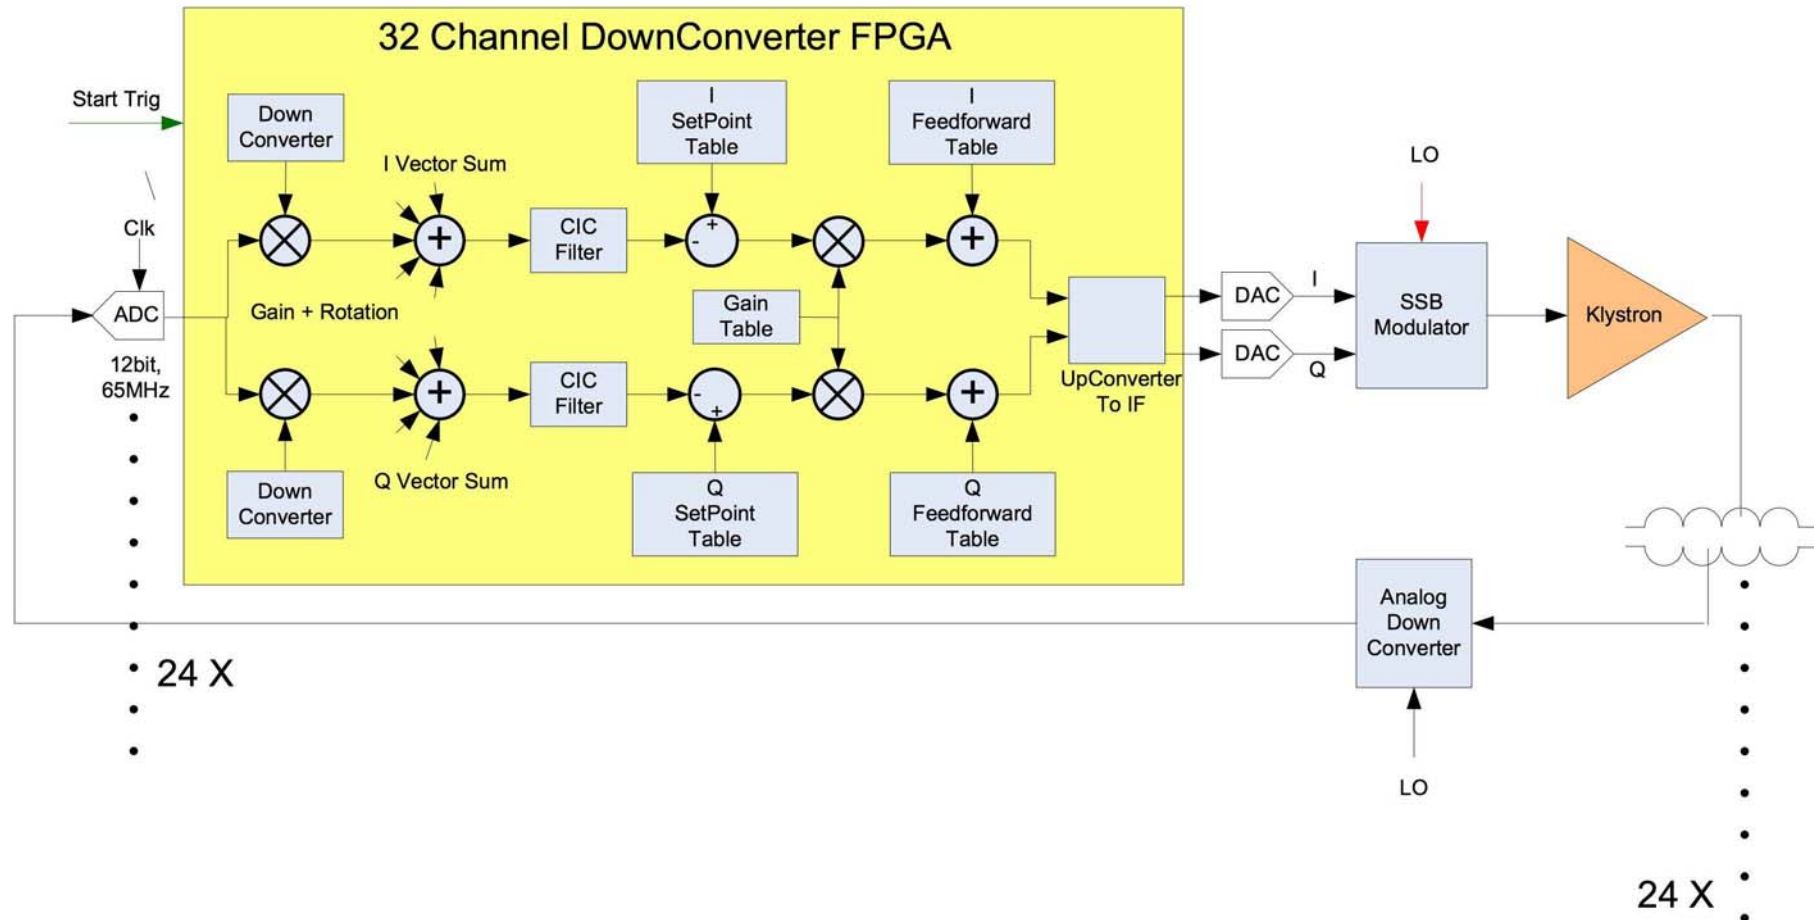 32 Channel DownConverter FPGA
Start Trig
Down
Converter
I
SetPoint
Table
I
Feedforward
Table
I Vector Sum
LO
Clk
+
CIC
Filter
+
-
+
ADC
Gain + Rotation
Gain
Table
DAC
I
SSB
Modulator
Klystron
12bit,
65MHz
DAC
Q
UpConverter
To IF
+
CIC
Filter
-
+
+
Down
Converter
Q Vector Sum
Q
SetPoint
Table
Q
Feedforward
Table
Analog
Down
Converter
24 X
LO
24 X